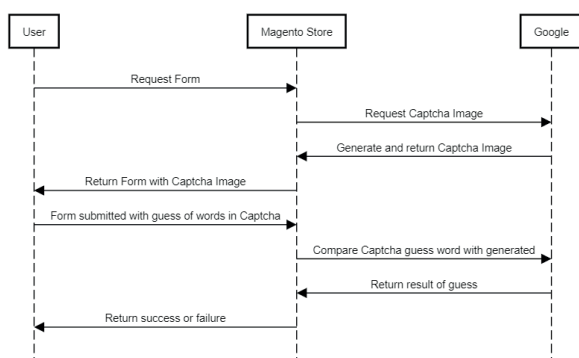 User
Magento Store
Google
Request Form
Request Captcha Image
Generate and return Captcha Image
Return Form with Captcha Image
Form submitted with guess of words in Captcha
Compare Captcha guess word with generated
Return result of guess
Return success or failure